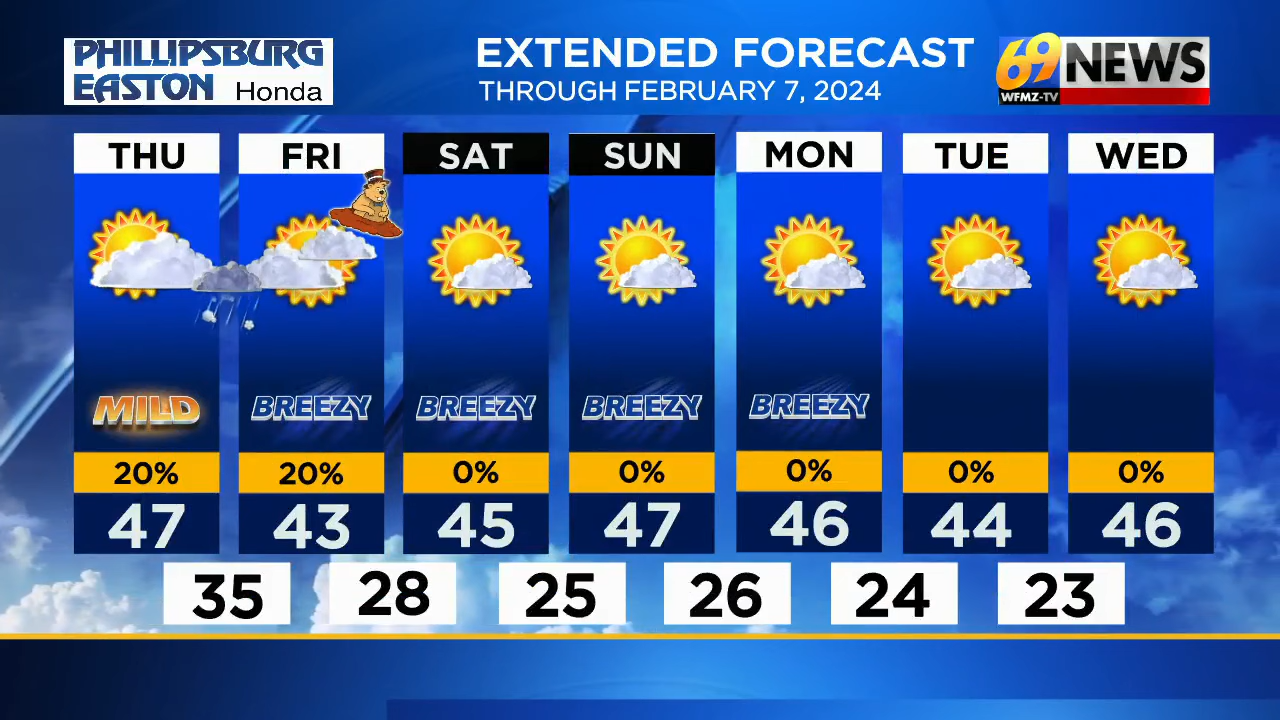 PHILLIPSBURG
EASTON Honda
EXTENDED FORECAST
THROUGH FEBRUARY 7, 2024
69 NEWS
WFMZ-TV
THU FRI SAT SUN MON TUE WED
MILD BREEZY BREEZY BREEZY BREEZY
20% 20% 0% 0% 0% 0% 0%
47 43 45 47 46 44 46
35 28 25 26 24 23